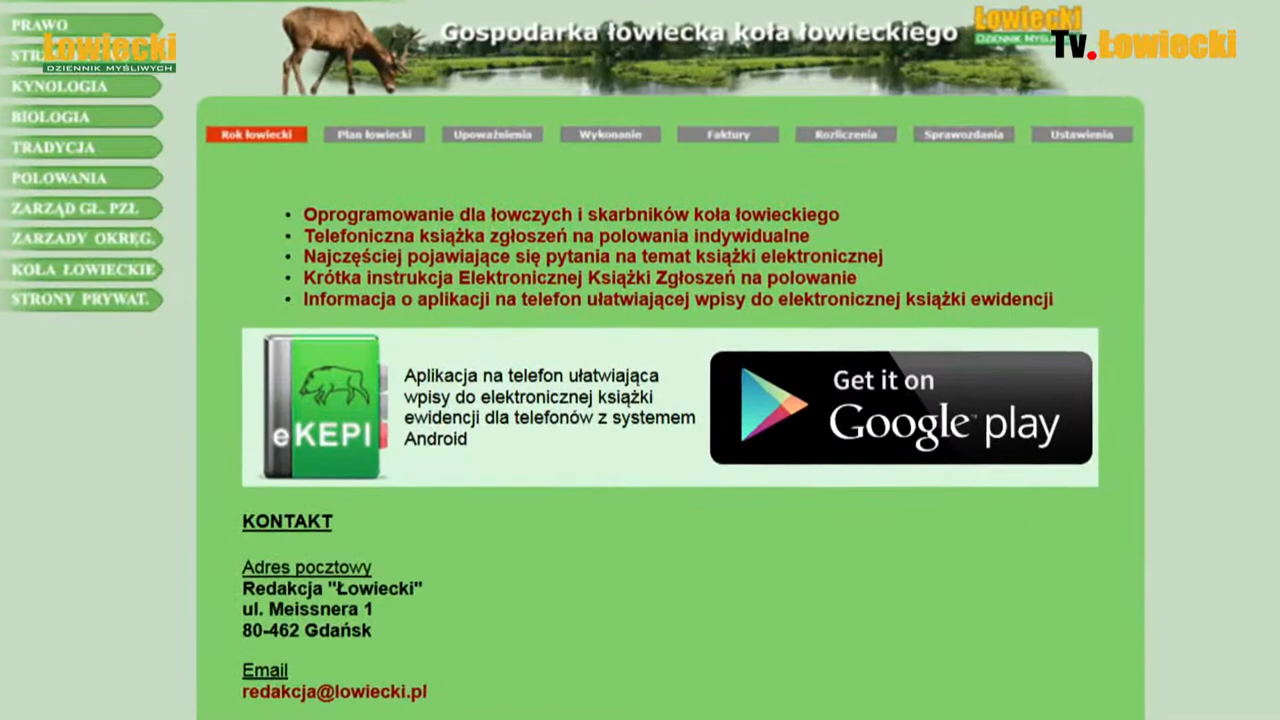 PRAWO
Łowiecki
DZIENNIK MYŚLIWYCH
KYNOLOGIA
BIOLOGIA
TRADYCJA
POLOWANIA
ZARZĄD GŁ. PZŁ
ZARZĄDY OKRĘG.
KOŁA ŁOWIECKIE
STRONY PRYWAT.
Gospodarka łowiecka koła łowieckiego
Łowiecki
Tv.Łowiecki
Rok łowiecki Plan łowiecki Upoważnienia Wykonanie Faktury Rozliczenia Sprawozdania Ustawienia
• Oprogramowanie dla łowczych i skarbników koła łowieckiego
• Telefoniczna książka zgłoszeń na polowania indywidualne
• Najczęściej pojawiające się pytania na temat książki elektronicznej
• Krótka instrukcja Elektronicznej Książki Zgłoszeń na polowanie
• Informacja o aplikacji na telefon ułatwiającej wpisy do elektronicznej książki ewidencji
eKEPI
Aplikacja na telefon ułatwiająca
wpisy do elektronicznej książki
ewidencji dla telefonów z systemem
Android
Get it on
Google play
KONTAKT
Adres pocztowy
Redakcja "Łowiecki"
ul. Meissnera 1
80-462 Gdańsk
Email
redakcja@lowiecki.pl